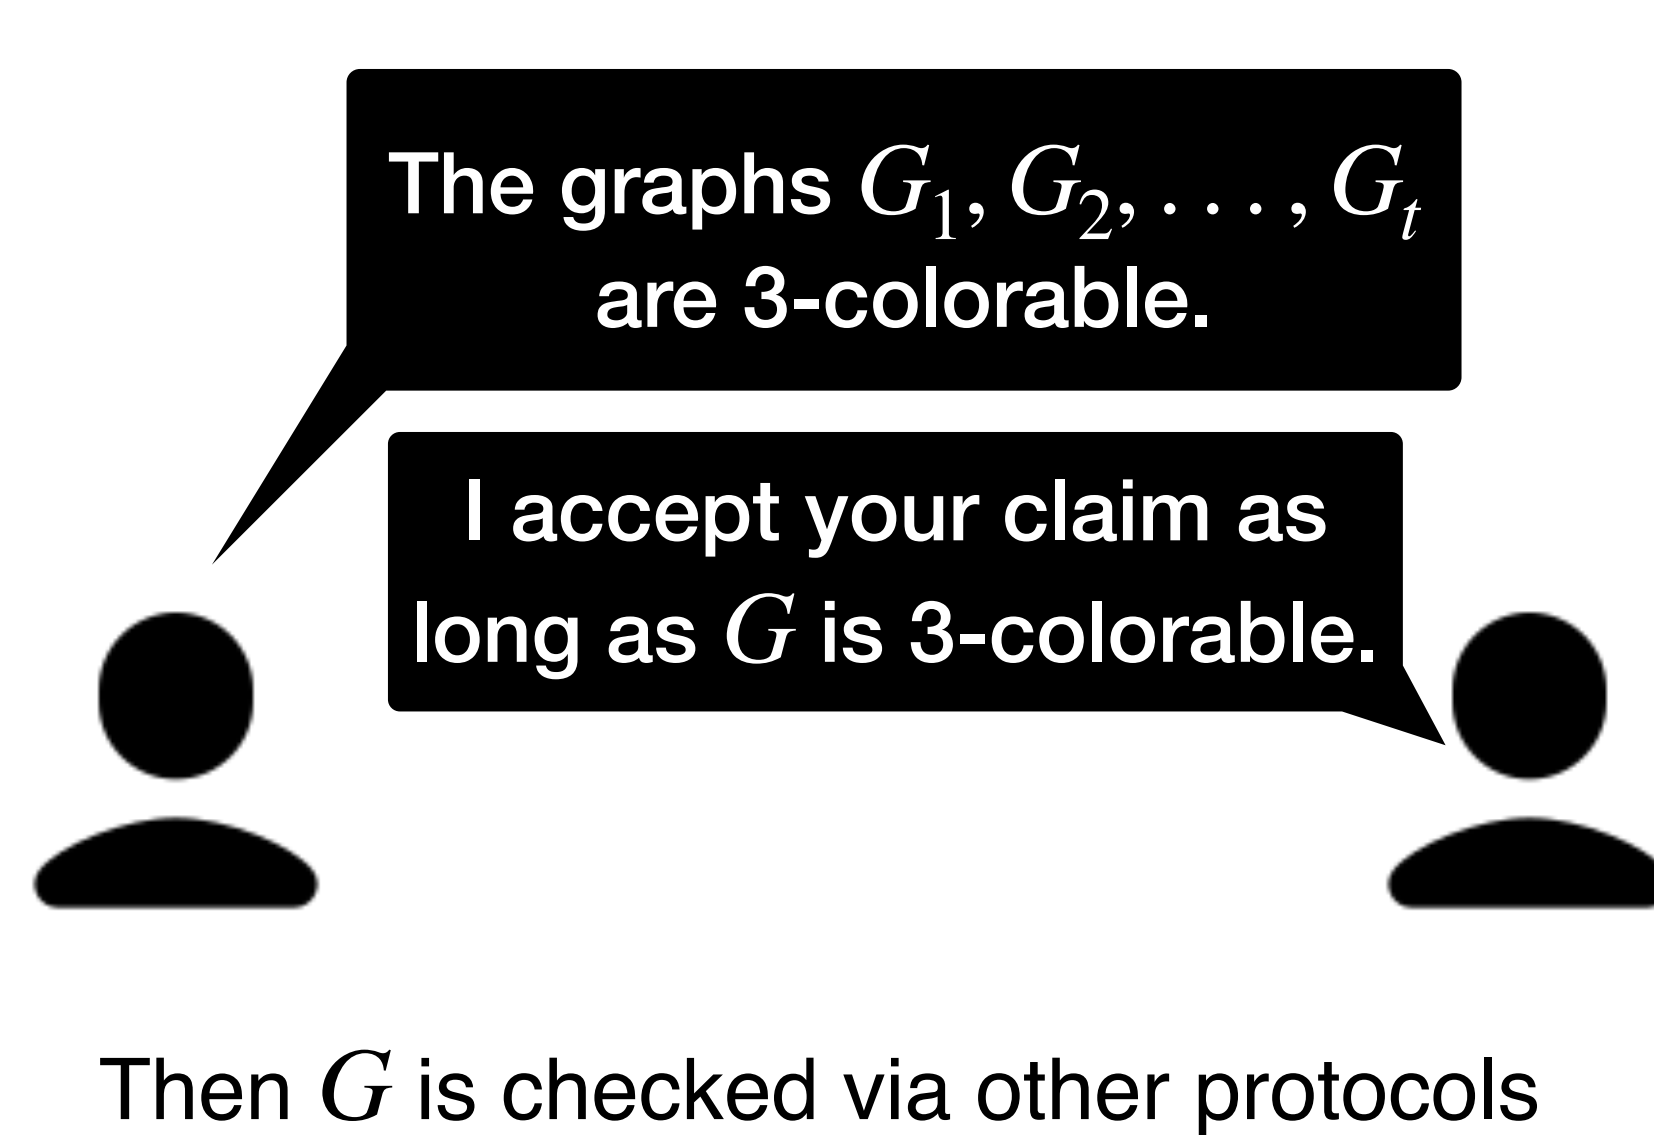 The graphs G₁, G₂, . . . , Gₜ
are 3-colorable.
I accept your claim as
long as G is 3-colorable.
Then G is checked via other protocols